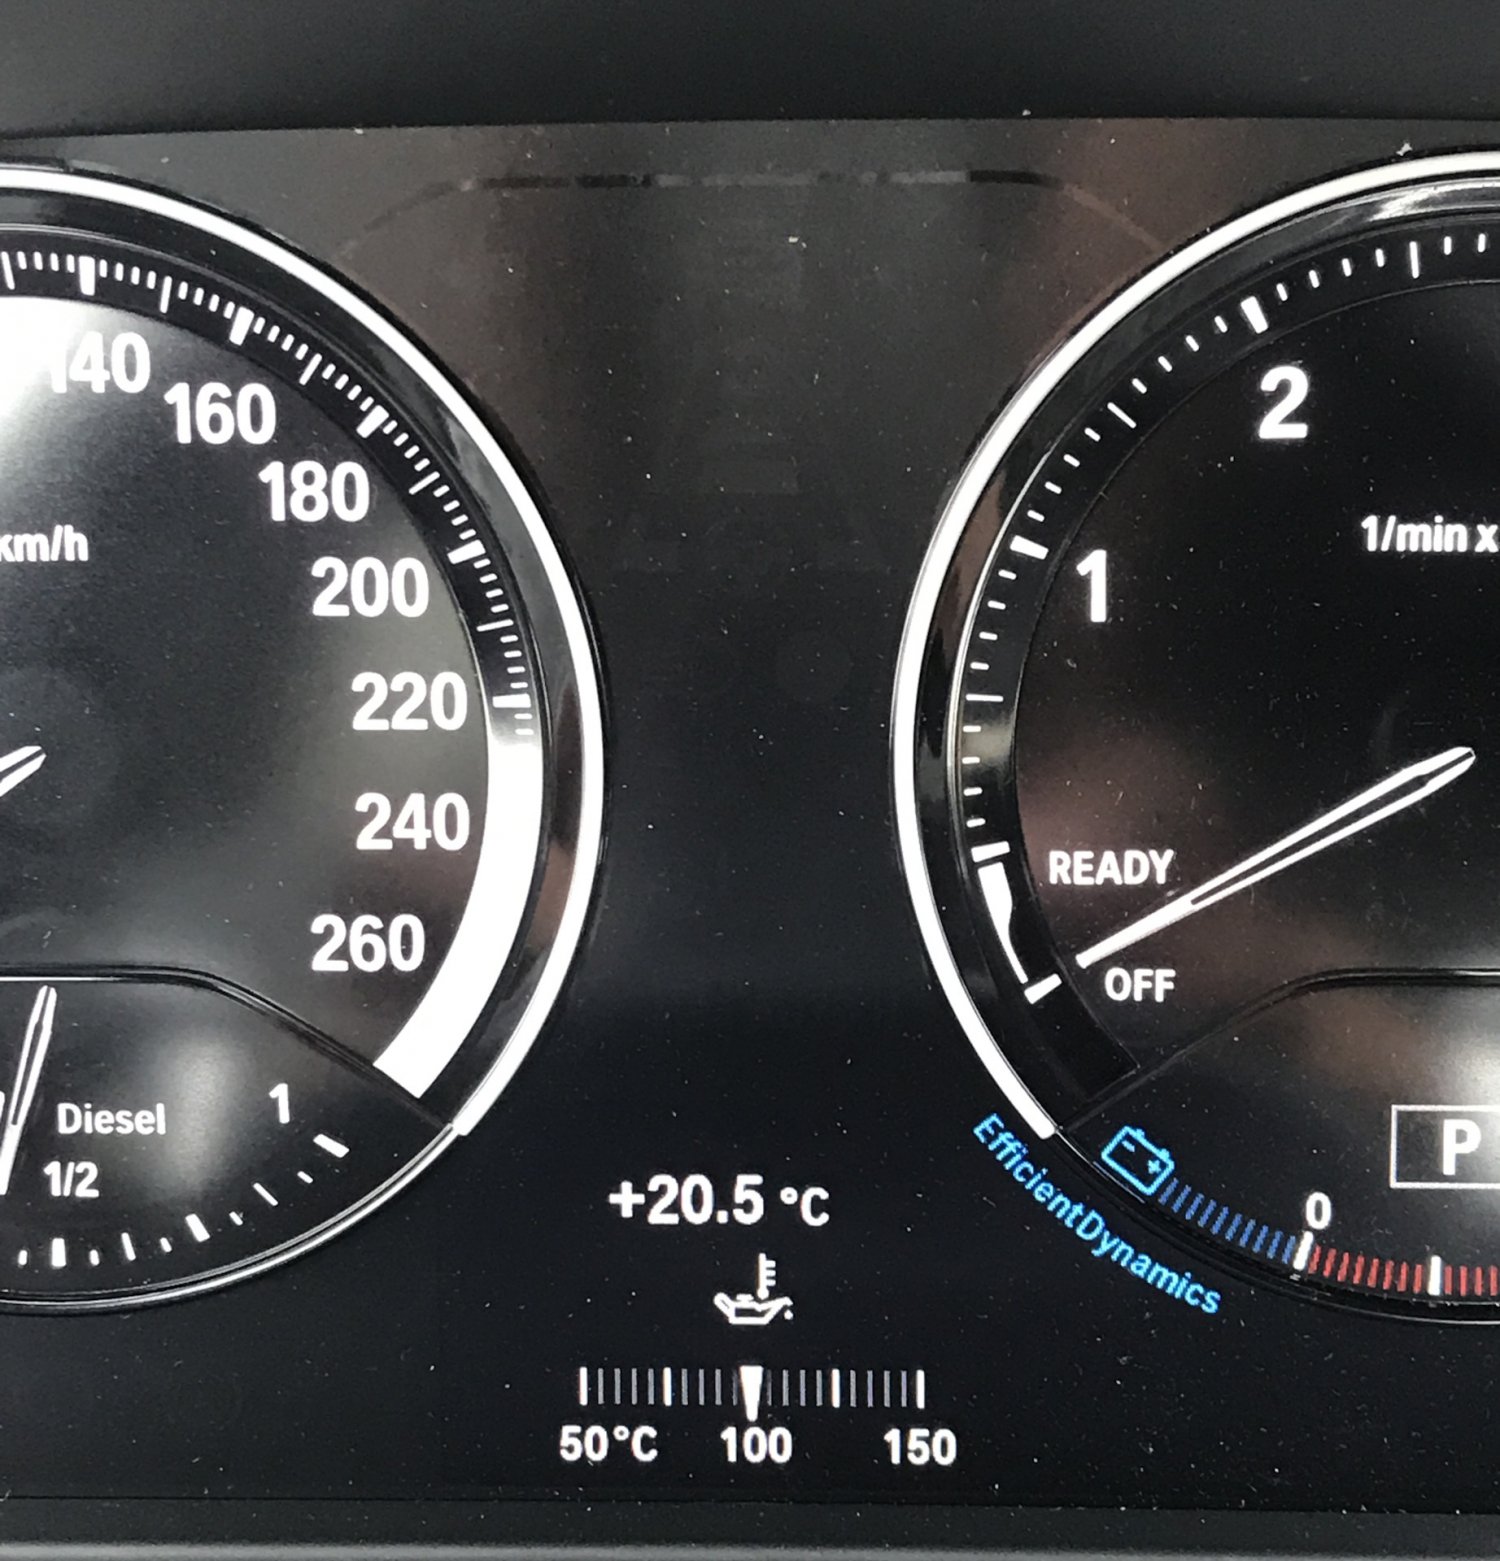 140
160
180
km/h
200
220
240
260
Diesel
1/2
1
2
1/min x
1
READY
OFF
P
0
EfficientDynamics
+20.5 °C
50°C 100 150